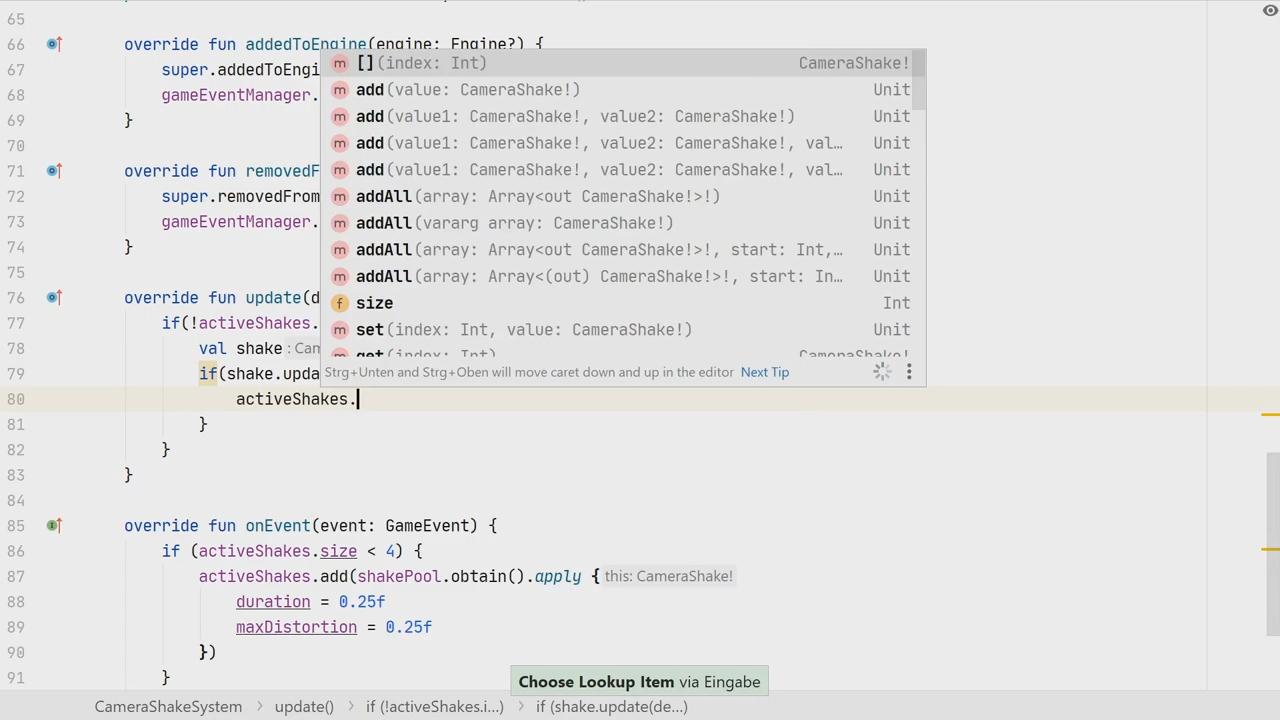 65
66 override fun addedToEngine(engine: Engine?) {
67 super.addedToEngi
68 gameEventManager.
69 }
70
71 override fun removedF
72 super.removedFrom
73 gameEventManager.
74 }
75
76 override fun update(d
77 if(!activeShakes.
78 val shake : Cam
79 if(shake.upda
80 activeShakes.
81 }
82 }
83 }
84
85 override fun onEvent(event: GameEvent) {
86 if (activeShakes.size < 4) {
87 activeShakes.add(shakePool.obtain().apply { this: CameraShake!
88 duration = 0.25f
89 maxDistortion = 0.25f
90 })
91 }
m [](index: Int) CameraShake!
m add(value: CameraShake!) Unit
m add(value1: CameraShake!, value2: CameraShake!) Unit
m add(value1: CameraShake!, value2: CameraShake!, val… Unit
m add(value1: CameraShake!, value2: CameraShake!, val… Unit
m addAll(array: Array<out CameraShake!>!) Unit
m addAll(vararg array: CameraShake!) Unit
m addAll(array: Array<out CameraShake!>!, start: Int,… Unit
m addAll(array: Array<(out) CameraShake!>!, start: In… Unit
f size Int
m set(index: Int, value: CameraShake!) Unit
get(index: Int) CameraShake!
Strg+Unten and Strg+Oben will move caret down and up in the editor Next Tip
Choose Lookup Item via Eingabe
CameraShakeSystem > update() > if (!activeShakes.i...) > if (shake.update(de...)